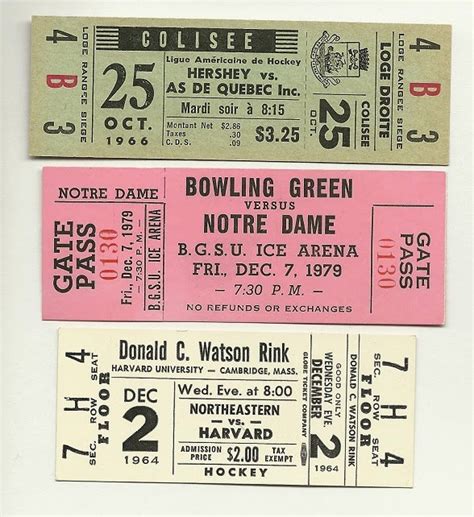 4 B 3
LOGE RANGEE SIEGE
25
OCT.
1966
COLISEE
Ligue Américaine de Hockey
HERSHEY vs.
AS DE QUEBEC Inc.
Mardi soir à 8:15
Montant Net $2.86
Taxes .30
C.D.S. .09
$3.25
OCT.
25
COLISEE
LOGE DROITE
LOGE RANGEE SIEGE
4 B 3
NOTRE DAME
GATE
PASS
0130
Fri., Dec. 7, 1979
— 7:30 P. M. —
B.G.S.U. ICE ARENA
BOWLING GREEN
VERSUS
NOTRE DAME
B.G.S.U. ICE ARENA
FRI., DEC. 7, 1979
— 7:30 P. M. —
NO REFUNDS OR EXCHANGES
0130
GATE
PASS
7 H 4
SEC. ROW SEAT
FLOOR
Donald C. Watson Rink
HARVARD UNIVERSITY — CAMBRIDGE, MASS.
DEC
2
1964
Wed. Eve. at 8:00
NORTHEASTERN
— vs. —
HARVARD
ADMISSION
PRICE
$2.00
TAX
EXEMPT
HOCKEY
GLOBE TICKET COMPANY
GOOD ONLY
WEDNESDAY EVE.
DECEMBER
2
1964
DONALD C. WATSON RINK
FLOOR
SEC. ROW SEAT
7 H 4